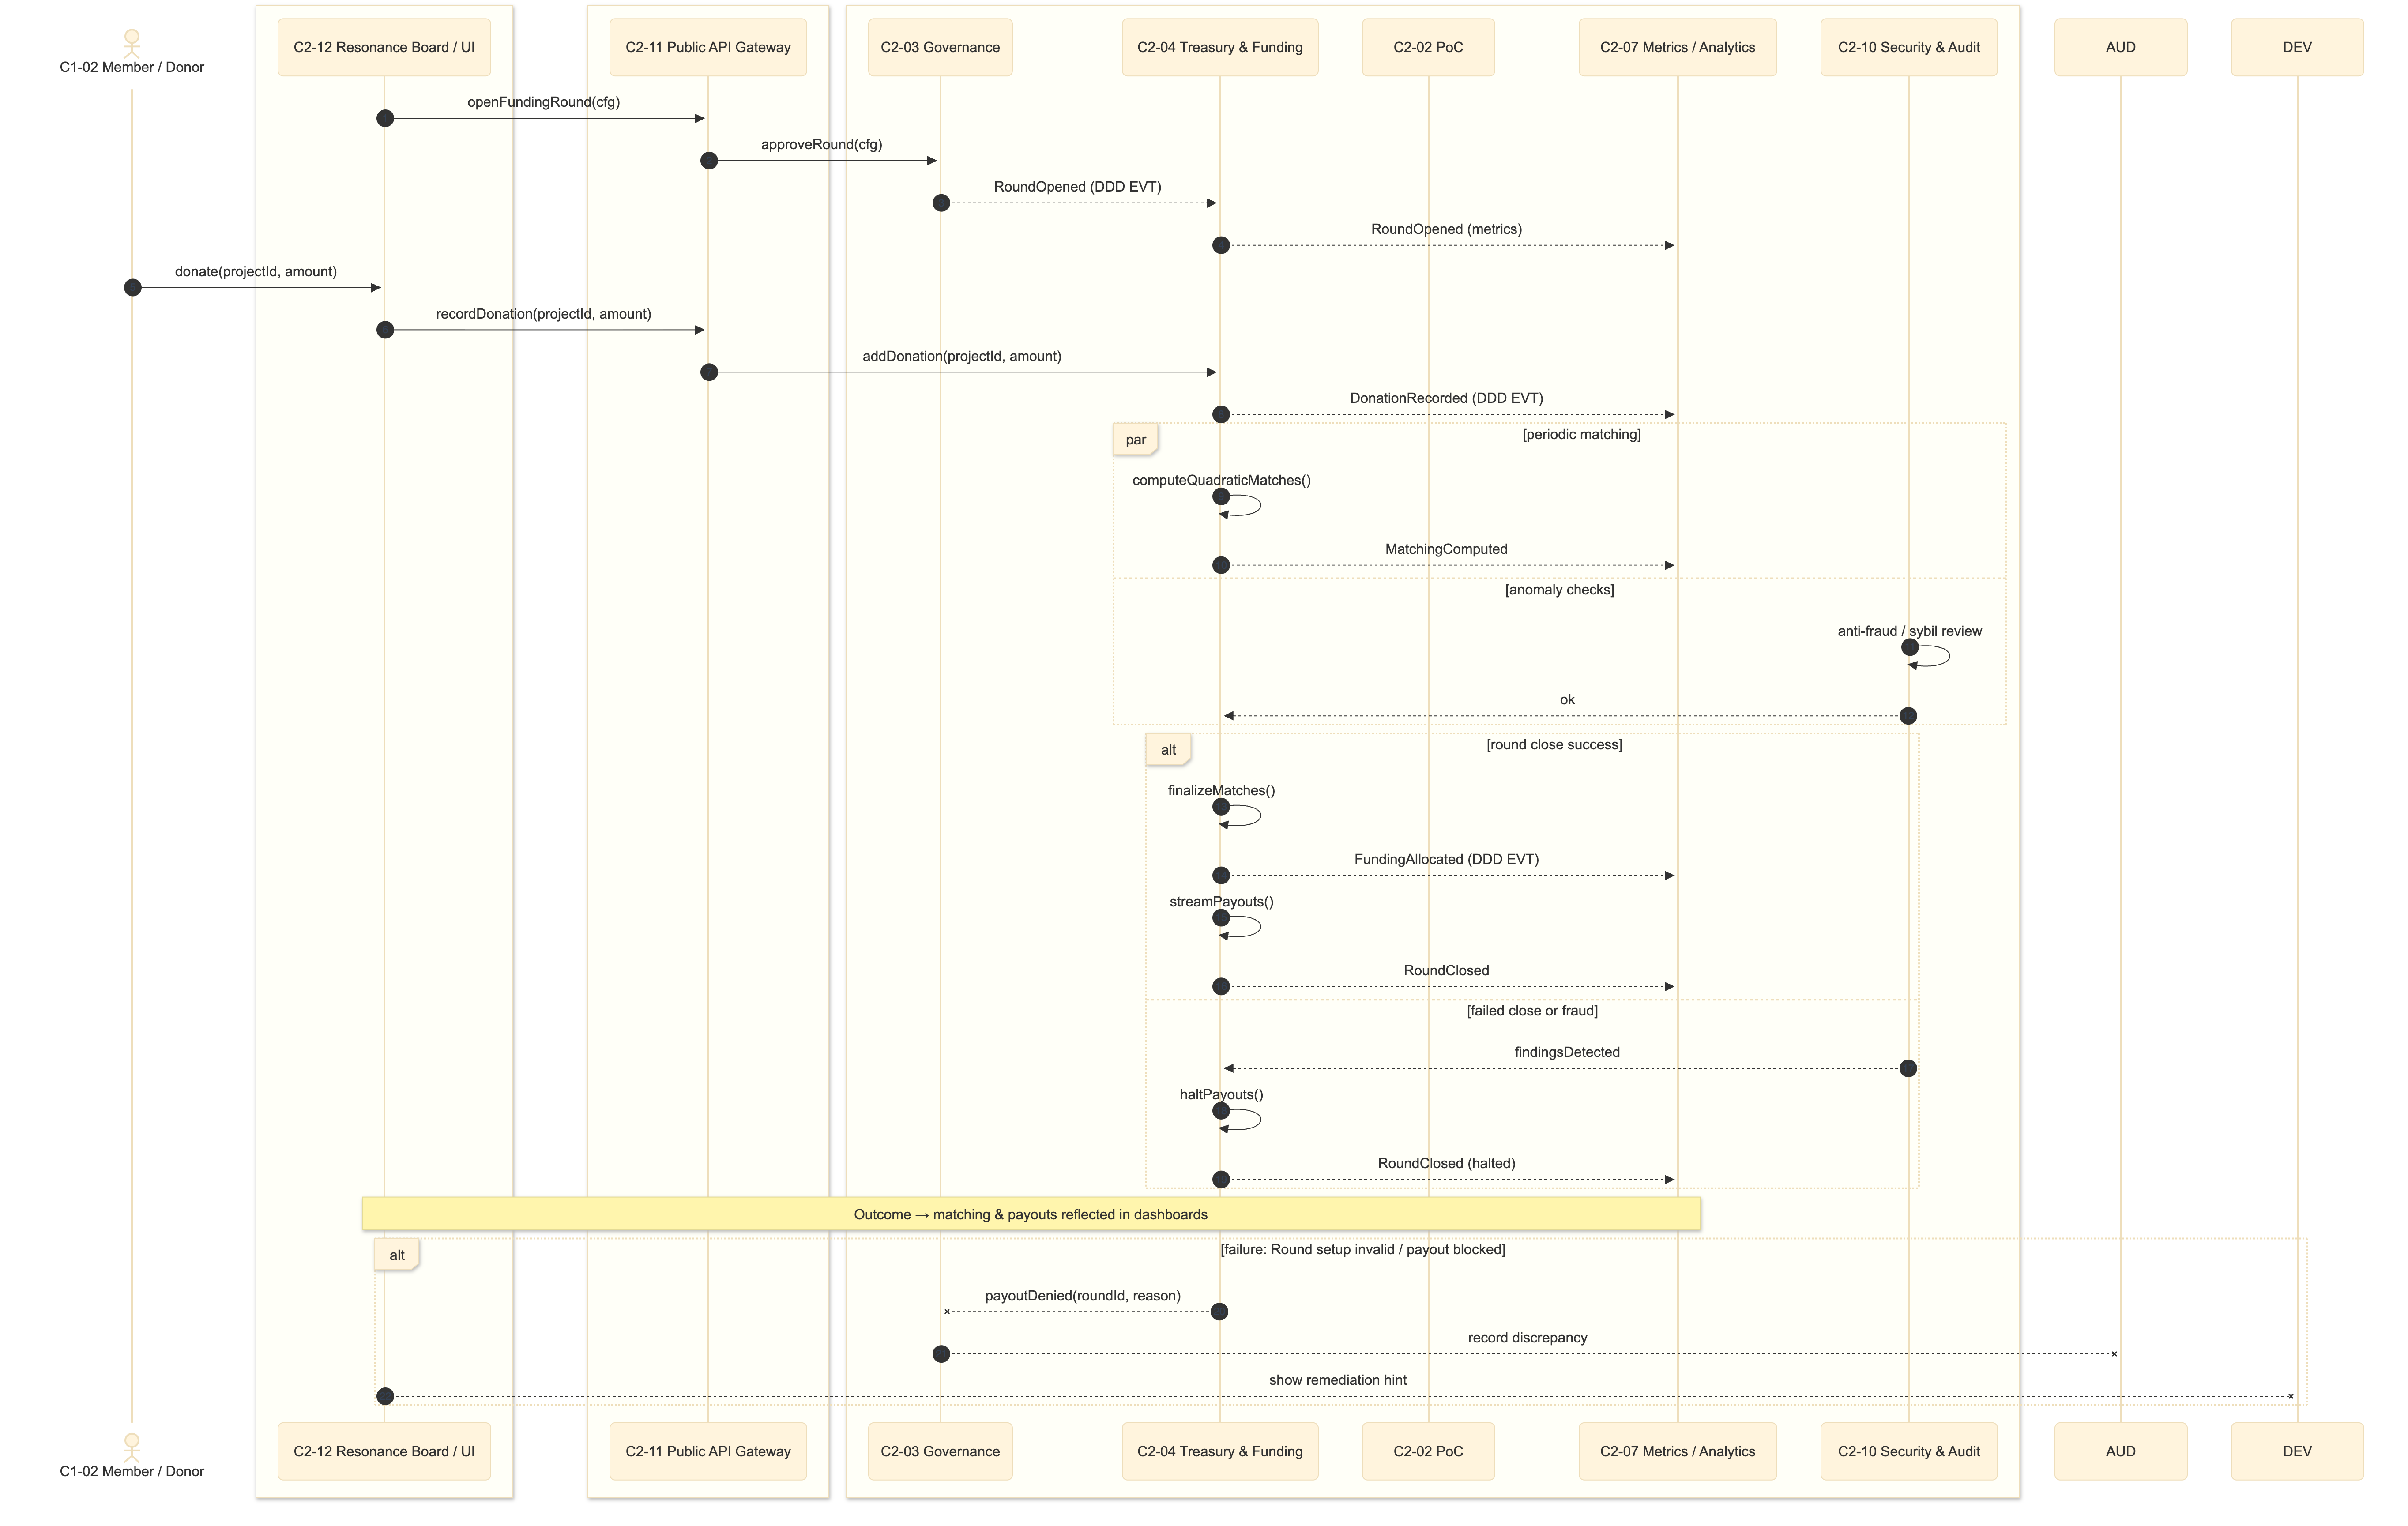 C1-02 Member / Donor
C2-12 Resonance Board / UI
C2-11 Public API Gateway
C2-03 Governance
C2-04 Treasury & Funding
C2-02 PoC
C2-07 Metrics / Analytics
C2-10 Security & Audit
AUD
DEV
openFundingRound(cfg)
approveRound(cfg)
RoundOpened (DDD EVT)
RoundOpened (metrics)
donate(projectId, amount)
recordDonation(projectId, amount)
addDonation(projectId, amount)
DonationRecorded (DDD EVT)
par
[periodic matching]
computeQuadraticMatches()
MatchingComputed
[anomaly checks]
anti-fraud / sybil review
ok
alt
[round close success]
finalizeMatches()
FundingAllocated (DDD EVT)
streamPayouts()
RoundClosed
[failed close or fraud]
findingsDetected
haltPayouts()
RoundClosed (halted)
Outcome → matching & payouts reflected in dashboards
alt
[failure: Round setup invalid / payout blocked]
payoutDenied(roundId, reason)
record discrepancy
show remediation hint
C1-02 Member / Donor
C2-12 Resonance Board / UI
C2-11 Public API Gateway
C2-03 Governance
C2-04 Treasury & Funding
C2-02 PoC
C2-07 Metrics / Analytics
C2-10 Security & Audit
AUD
DEV